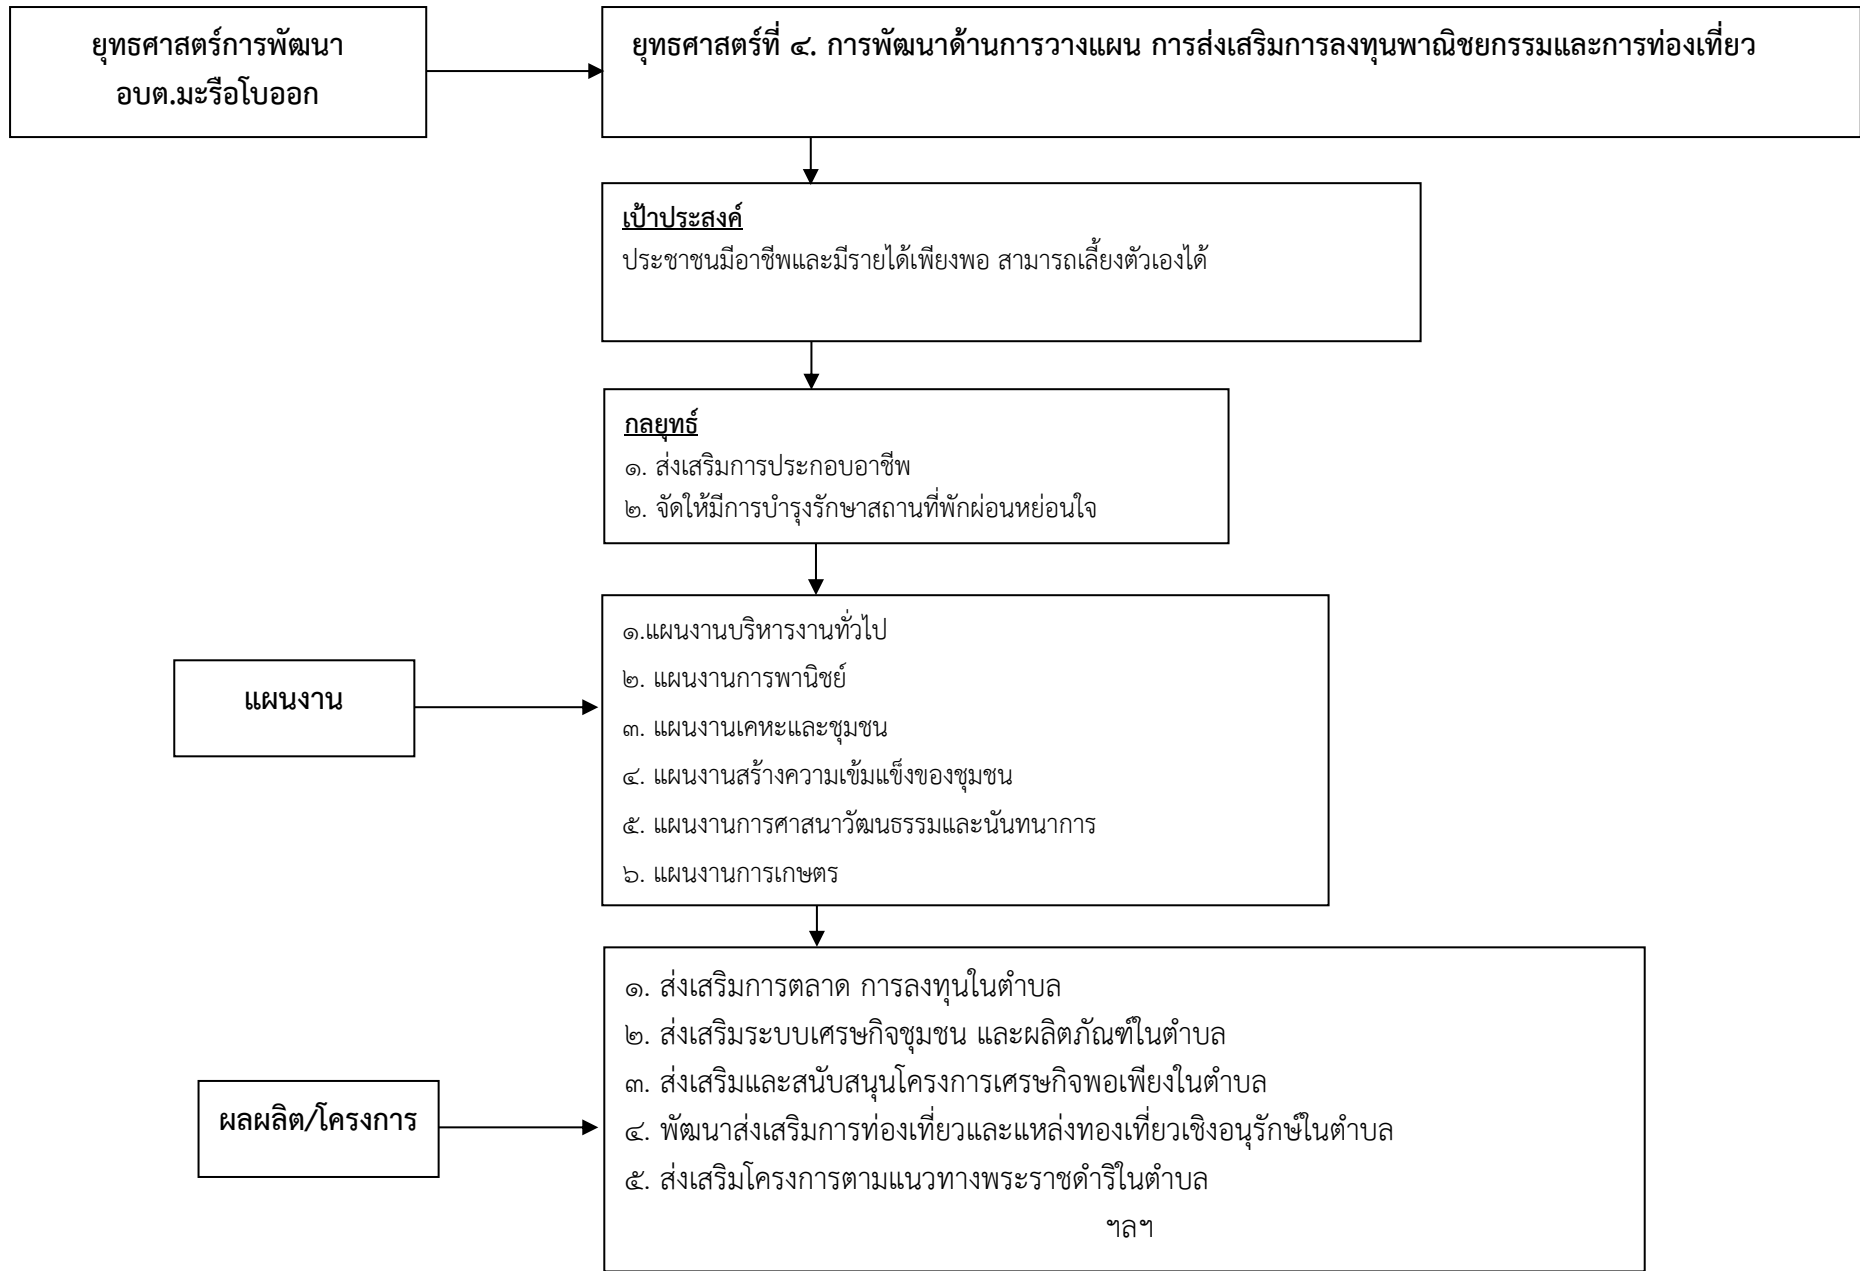 ยุทธศาสตร์การพัฒนา
อบต.มะรือโบออก
ยุทธศาสตร์ที่ ๔. การพัฒนาด้านการวางแผน การส่งเสริมการลงทุนพาณิชยกรรมและการท่องเที่ยว
เป้าประสงค์
ประชาชนมีอาชีพและมีรายได้เพียงพอ สามารถเลี้ยงตัวเองได้
กลยุทธ์
๑. ส่งเสริมการประกอบอาชีพ
๒. จัดให้มีการบำรุงรักษาสถานที่พักผ่อนหย่อนใจ
แผนงาน
๑.แผนงานบริหารงานทั่วไป
๒. แผนงานการพานิชย์
๓. แผนงานเคหะและชุมชน
๔. แผนงานสร้างความเข้มแข็งของชุมชน
๕. แผนงานการศาสนาวัฒนธรรมและนันทนาการ
๖. แผนงานการเกษตร
ผลผลิต/โครงการ
๑. ส่งเสริมการตลาด การลงทุนในตำบล
๒. ส่งเสริมระบบเศรษฐกิจชุมชน และผลิตภัณฑ์ในตำบล
๓. ส่งเสริมและสนับสนุนโครงการเศรษฐกิจพอเพียงในตำบล
๔. พัฒนาส่งเสริมการท่องเที่ยวและแหล่งทองเที่ยวเชิงอนุรักษ์ในตำบล
๕. ส่งเสริมโครงการตามแนวทางพระราชดำริในตำบล
ฯลฯ